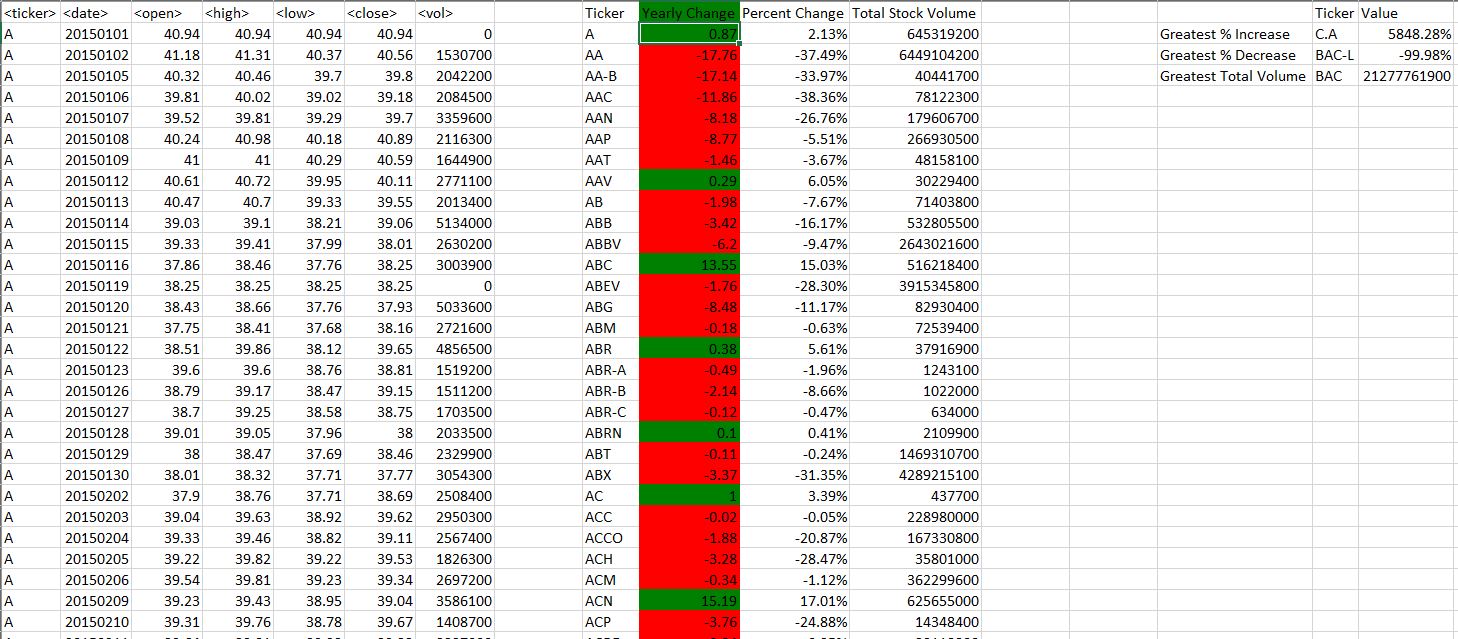 <ticker> <date> <open> <high> <low> <close> <vol> Ticker Yearly Change Percent Change Total Stock Volume Ticker Value
A 20150101 40.94 40.94 40.94 40.94 0 A 0.87 2.13% 645319200 Greatest % Increase C.A 5848.28%
A 20150102 41.18 41.31 40.37 40.56 1530700 AA -17.76 -37.49% 6449104200 Greatest % Decrease BAC-L -99.98%
A 20150105 40.32 40.46 39.7 39.8 2042200 AA-B -17.14 -33.97% 40441700 Greatest Total Volume BAC 21277761900
A 20150106 39.81 40.02 39.02 39.18 2084500 AAC -11.86 -38.36% 78122300
A 20150107 39.52 39.81 39.29 39.7 3359600 AAN -8.18 -26.76% 179606700
A 20150108 40.24 40.98 40.18 40.89 2116300 AAP -8.77 -5.51% 266930500
A 20150109 41 41 40.29 40.59 1644900 AAT -1.46 -3.67% 48158100
A 20150112 40.61 40.72 39.95 40.11 2771100 AAV 0.29 6.05% 30229400
A 20150113 40.47 40.7 39.33 39.55 2013400 AB -1.98 -7.67% 71403800
A 20150114 39.03 39.1 38.21 39.06 5134000 ABB -3.42 -16.17% 532805500
A 20150115 39.33 39.41 37.99 38.01 2630200 ABBV -6.2 -9.47% 2643021600
A 20150116 37.86 38.46 37.76 38.25 3003900 ABC 13.55 15.03% 516218400
A 20150119 38.25 38.25 38.25 38.25 0 ABEV -1.76 -28.30% 3915345800
A 20150120 38.43 38.66 37.76 37.93 5033600 ABG -8.48 -11.17% 82930400
A 20150121 37.75 38.41 37.68 38.16 2721600 ABM -0.18 -0.63% 72539400
A 20150122 38.51 39.86 38.12 39.65 4856500 ABR 0.38 5.61% 37916900
A 20150123 39.6 39.6 38.76 38.81 1519200 ABR-A -0.49 -1.96% 1243100
A 20150126 38.79 39.17 38.47 39.15 1511200 ABR-B -2.14 -8.66% 1022000
A 20150127 38.7 39.25 38.58 38.75 1703500 ABR-C -0.12 -0.47% 634000
A 20150128 39.01 39.05 37.96 38 2033500 ABRN 0.1 0.41% 2109900
A 20150129 38 38.47 37.69 38.46 2329900 ABT -0.11 -0.24% 1469310700
A 20150130 38.01 38.32 37.71 37.77 3054300 ABX -3.37 -31.35% 4289215100
A 20150202 37.9 38.76 37.71 38.69 2508400 AC 1 3.39% 437700
A 20150203 39.04 39.63 38.92 39.62 2950300 ACC -0.02 -0.05% 228980000
A 20150204 39.33 39.46 38.82 39.11 2567400 ACCO -1.88 -20.87% 167330800
A 20150205 39.22 39.82 39.22 39.53 1826300 ACH -3.28 -28.47% 35801000
A 20150206 39.54 39.81 39.23 39.34 2697200 ACM -0.34 -1.12% 362299600
A 20150209 39.23 39.43 38.95 39.04 3586100 ACN 15.19 17.01% 625655000
A 20150210 39.31 39.76 38.78 39.67 1408700 ACP -3.76 -24.88% 14348400